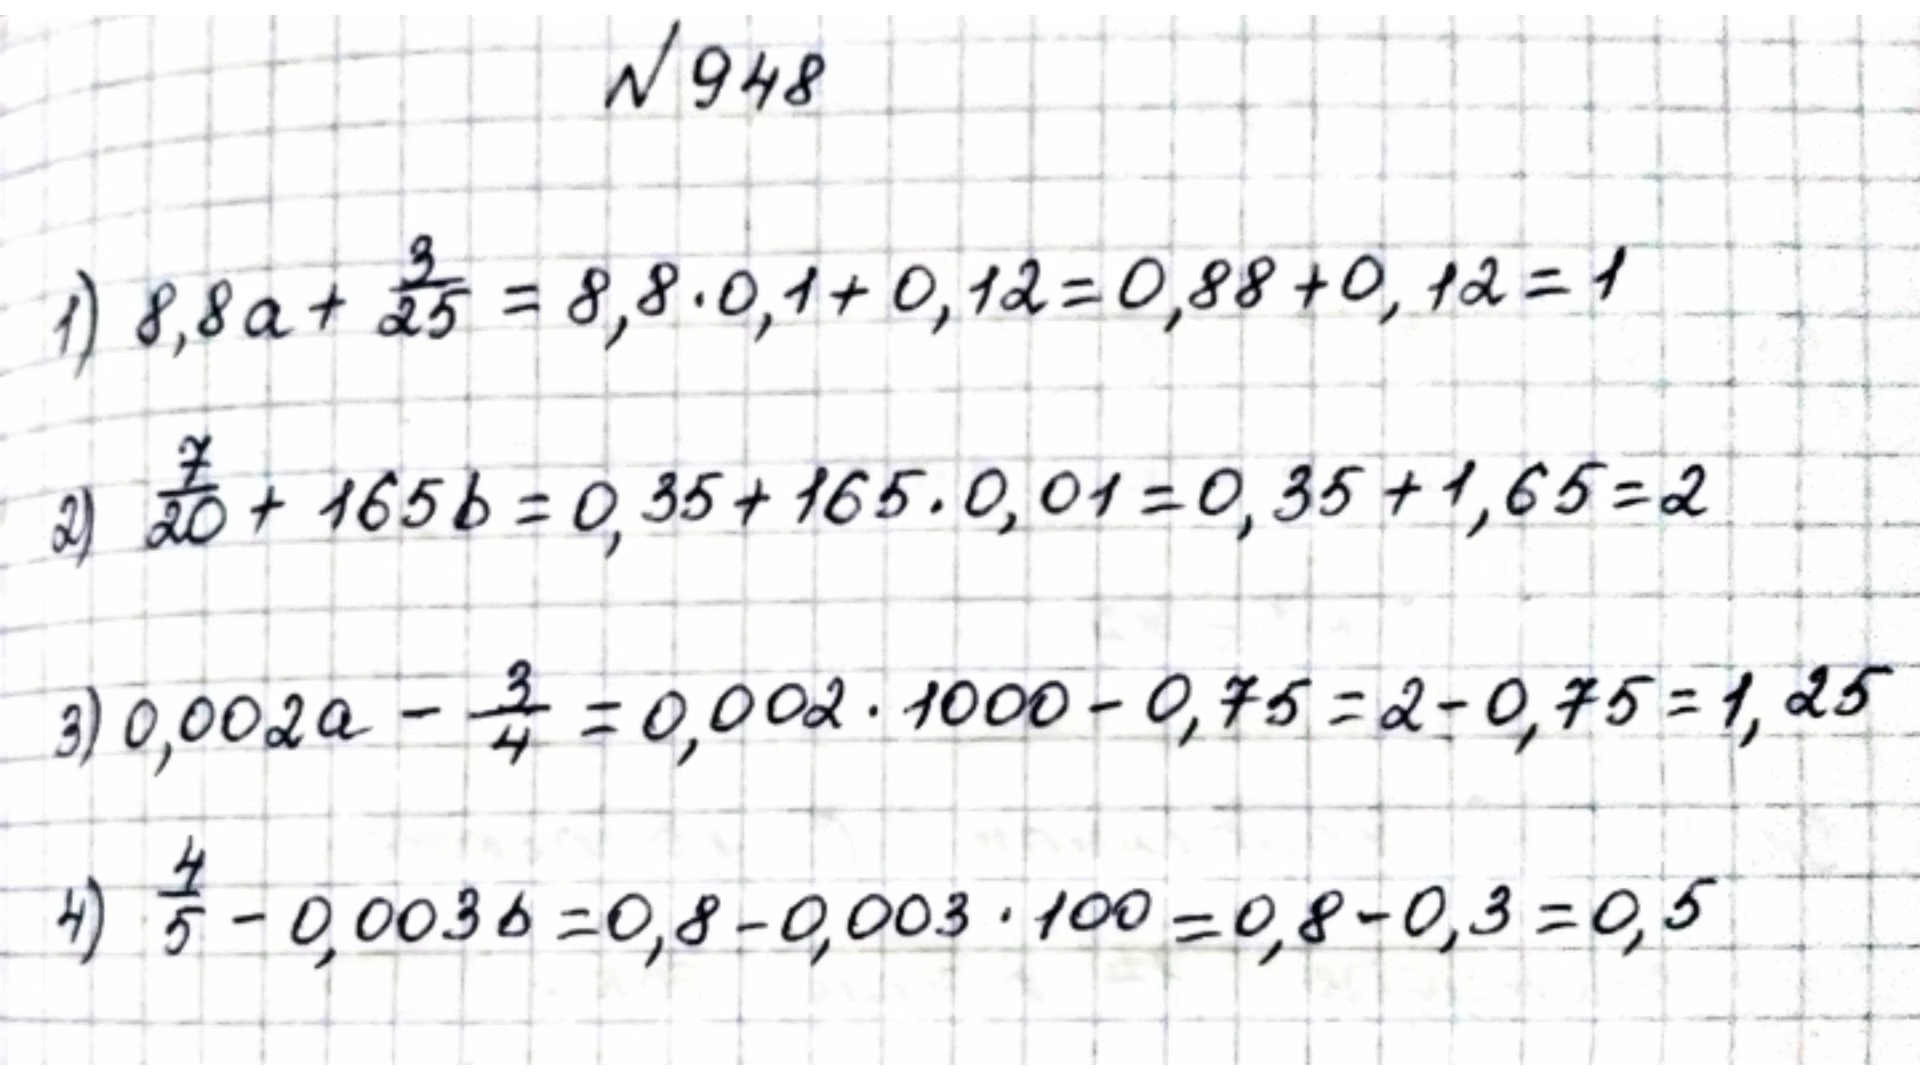 № 948
1) 8,8a + 3/25 = 8,8 · 0,1 + 0,12 = 0,88 + 0,12 = 1
2) 7/20 + 165b = 0,35 + 165 · 0,01 = 0,35 + 1,65 = 2
3) 0,002a - 3/4 = 0,002 · 1000 - 0,75 = 2 - 0,75 = 1,25
4) 4/5 - 0,003b = 0,8 - 0,003 · 100 = 0,8 - 0,3 = 0,5